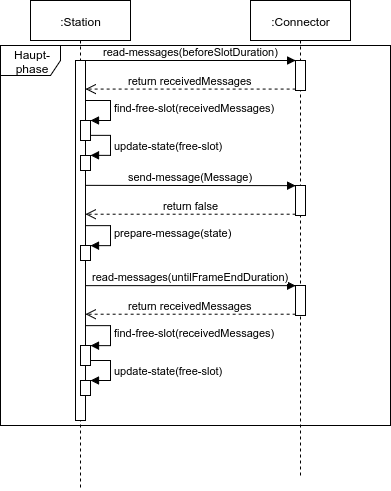 :Station
:Connector
Haupt-
phase
read-messages(beforeSlotDuration)
return receivedMessages
find-free-slot(receivedMessages)
update-state(free-slot)
send-message(Message)
return false
prepare-message(state)
read-messages(untilFrameEndDuration)
return receivedMessages
find-free-slot(receivedMessages)
update-state(free-slot)